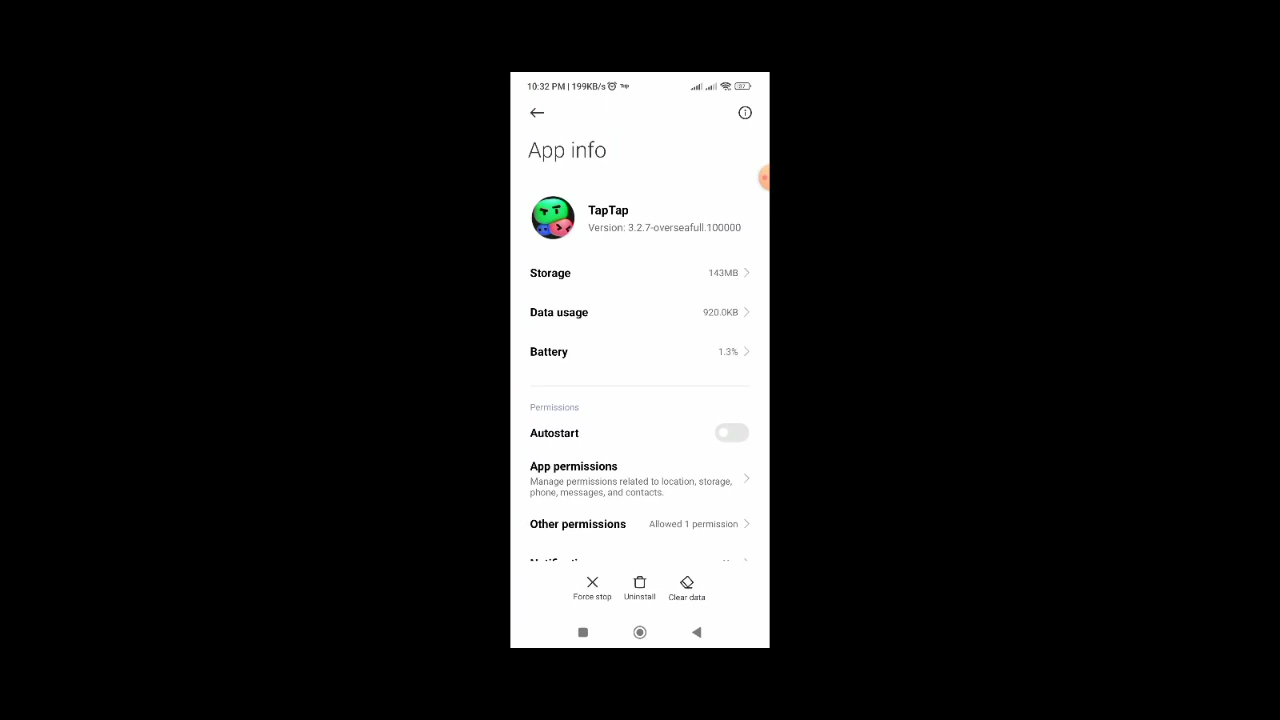 10:32 PM | 199KB/s
App info
TapTap
Version: 3.2.7-overseafull.100000
Storage 143MB
Data usage 920.0KB
Battery 1.3%
Permissions
Autostart
App permissions
Manage permissions related to location, storage,
phone, messages, and contacts.
Other permissions Allowed 1 permission
Force stop Uninstall Clear data